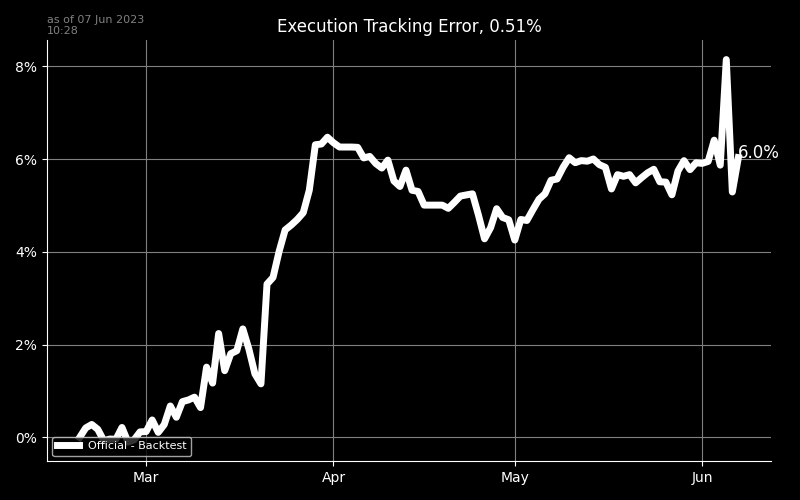 as of 07 Jun 2023
10:28
Execution Tracking Error, 0.51%
8%
6%
6.0%
4%
2%
0%
Official - Backtest
Mar
Apr
May
Jun